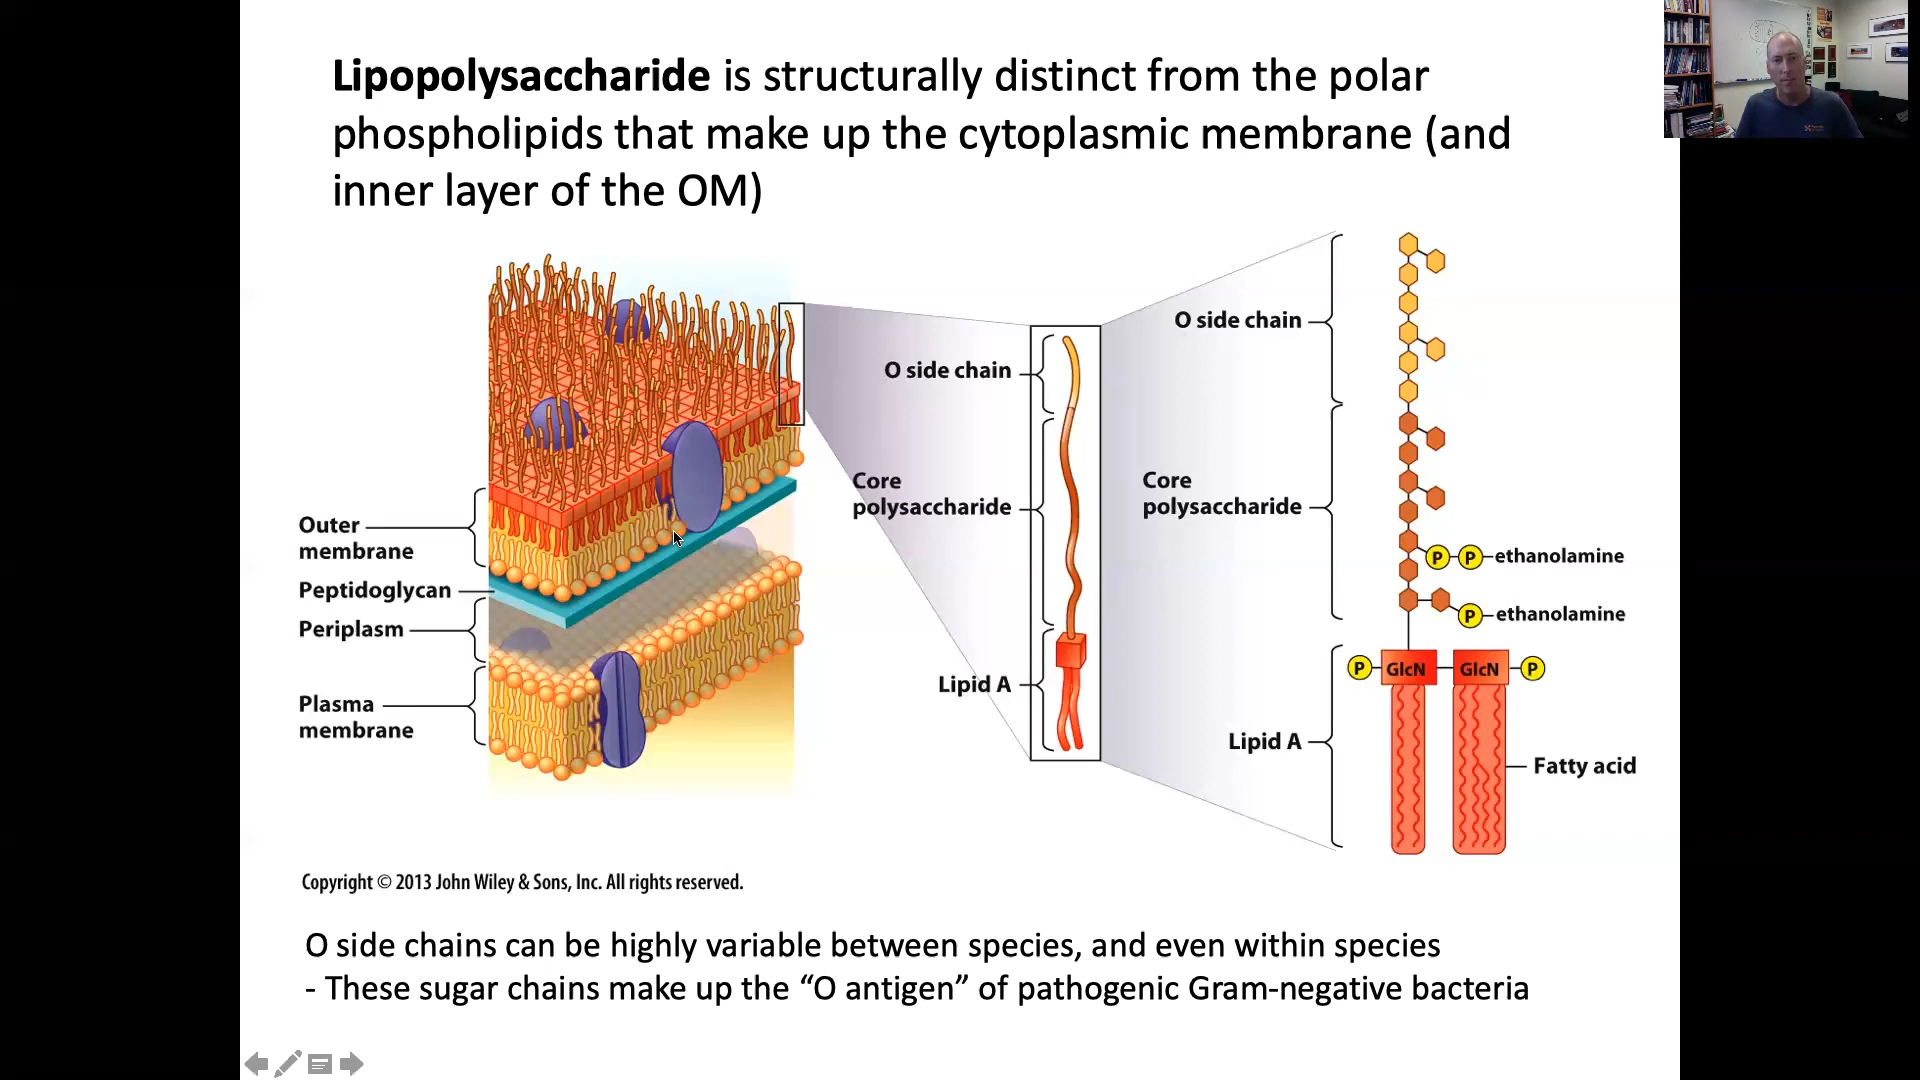 Lipopolysaccharide is structurally distinct from the polar
phospholipids that make up the cytoplasmic membrane (and
inner layer of the OM)
O side chain
O side chain
Core
polysaccharide
Core
polysaccharide
Outer
membrane
Peptidoglycan
Periplasm
Plasma
membrane
Lipid A
P P ethanolamine
P ethanolamine
P GlcN GlcN P
Lipid A
Fatty acid
Copyright © 2013 John Wiley & Sons, Inc. All rights reserved.
O side chains can be highly variable between species, and even within species
- These sugar chains make up the “O antigen” of pathogenic Gram-negative bacteria